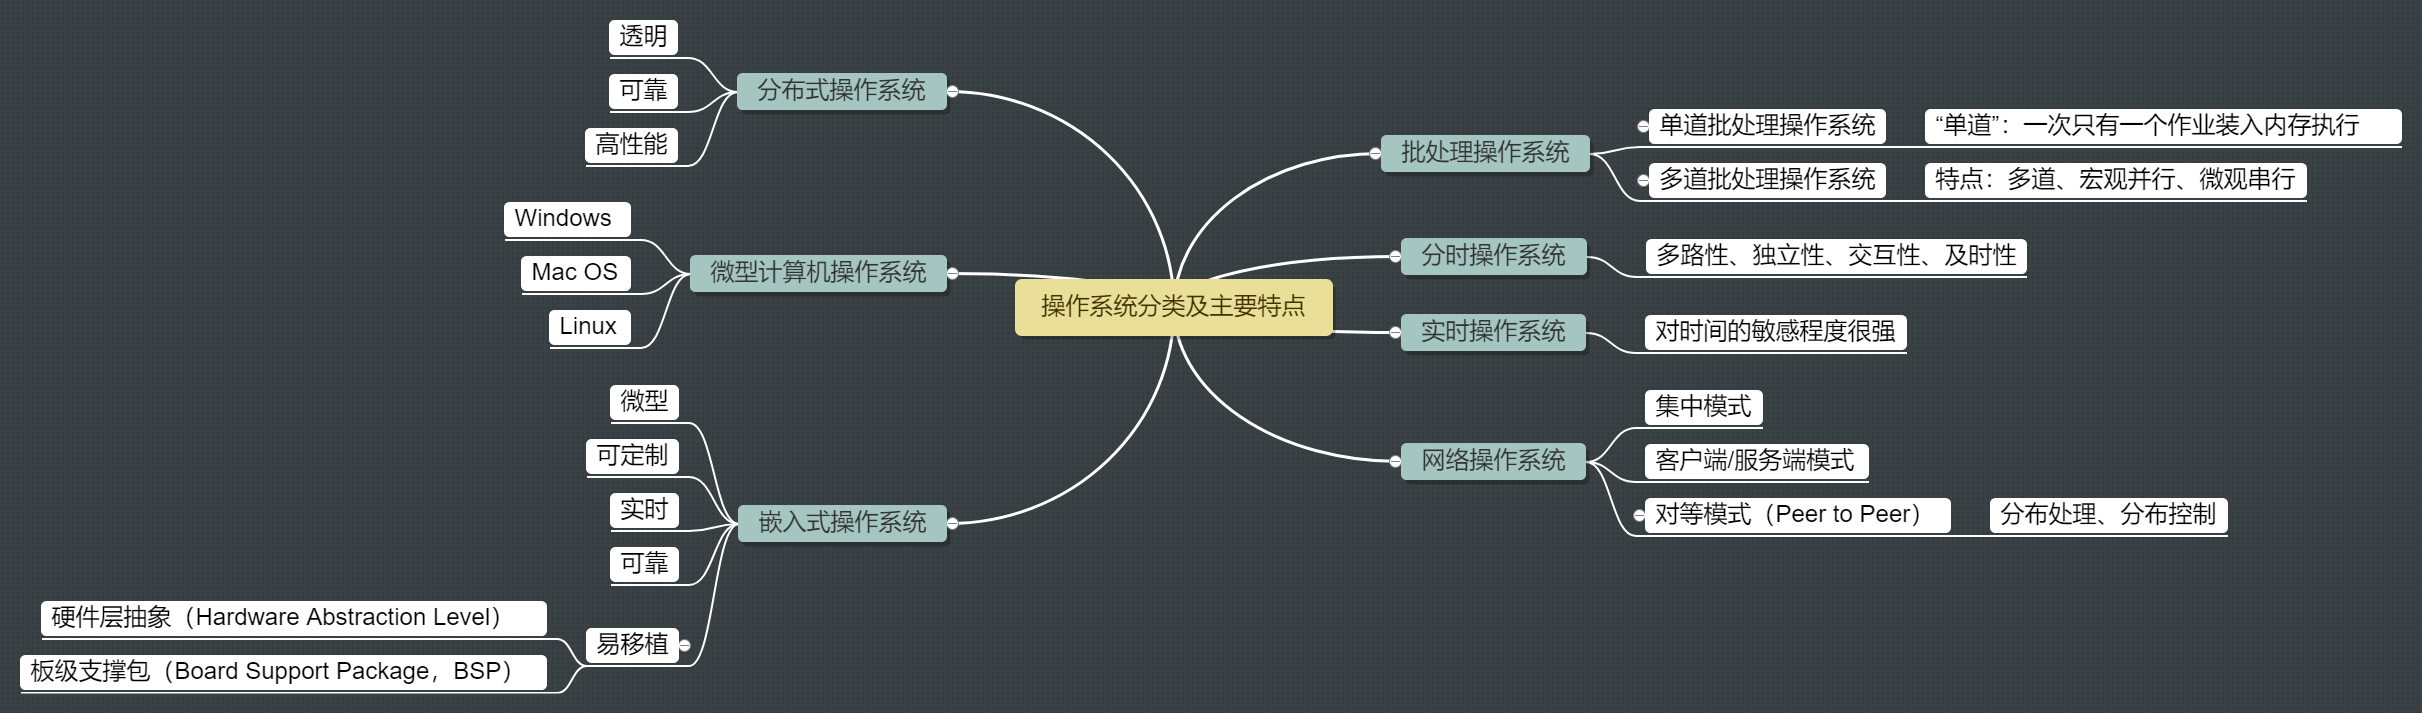 操作系统分类及主要特点
批处理操作系统
单道批处理操作系统
“单道”：一次只有一个作业装入内存执行
多道批处理操作系统
特点：多道、宏观并行、微观串行
分时操作系统
多路性、独立性、交互性、及时性
实时操作系统
对时间的敏感程度很强
网络操作系统
集中模式
客户端/服务端模式
对等模式（Peer to Peer）
分布处理、分布控制
分布式操作系统
透明
可靠
高性能
微型计算机操作系统
Windows
Mac OS
Linux
嵌入式操作系统
微型
可定制
实时
可靠
易移植
硬件层抽象（Hardware Abstraction Level）
板级支撑包（Board Support Package，BSP）